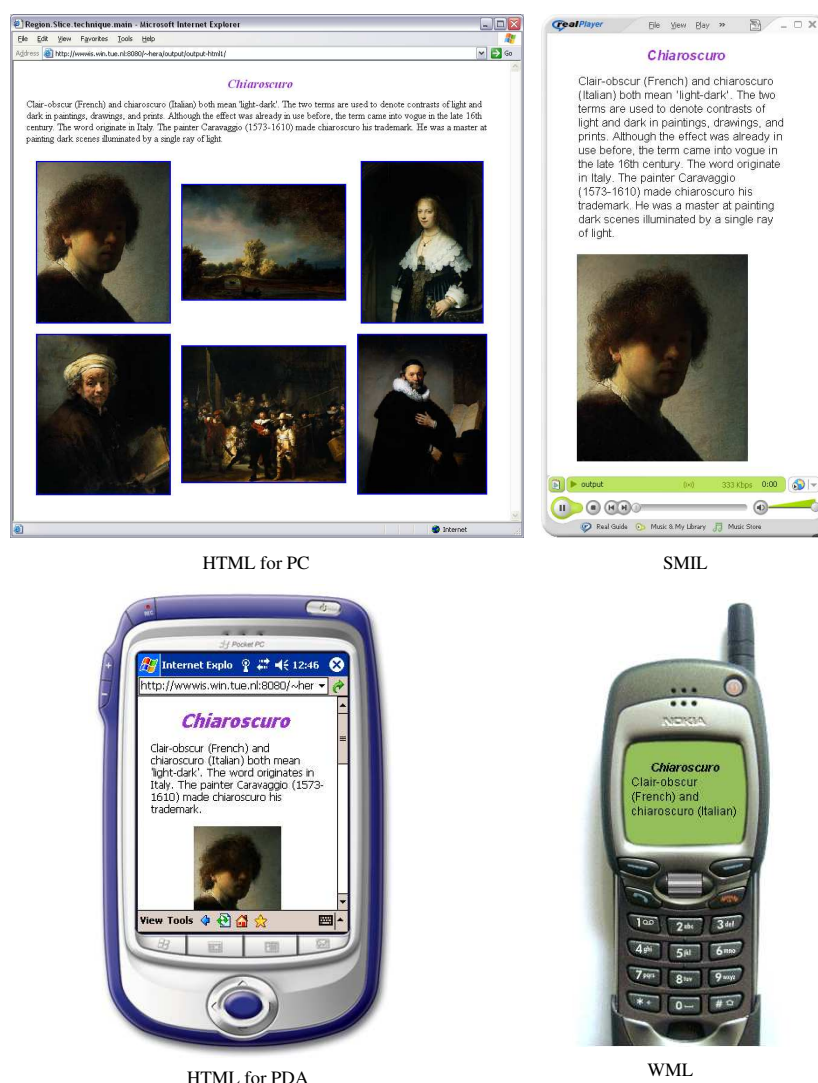 Region.Slice.technique.main - Microsoft Internet Explorer
File Edit View Favorites Tools Help
Address http://wwwis.win.tue.nl:8080/~hera/output/output-html1/ Go
Chiaroscuro
Clair-obscur (French) and chiaroscuro (Italian) both mean 'light-dark'. The two terms are used to denote contrasts of light and
dark in paintings, drawings, and prints. Although the effect was already in use before, the term came into vogue in the late 16th
century. The word originate in Italy. The painter Caravaggio (1573-1610) made chiaroscuro his trademark. He was a master at
painting dark scenes illuminated by a single ray of light.
Internet
HTML for PC
RealPlayer File View Play »
Chiaroscuro
Clair-obscur (French) and chiaroscuro
(Italian) both mean 'light-dark'. The two
terms are used to denote contrasts of
light and dark in paintings, drawings, and
prints. Although the effect was already in
use before, the term came into vogue in
the late 16th century. The word originate
in Italy. The painter Caravaggio
(1573-1610) made chiaroscuro his
trademark. He was a master at painting
dark scenes illuminated by a single ray
of light.
output 333 Kbps 0:00
Real Guide Music & My Library Music Store
SMIL
REC
Pocket PC
Internet Explo 12:46
http://wwwis.win.tue.nl:8080/~her
Chiaroscuro
Clair-obscur (French) and
chiaroscuro (Italian) both mean
'light-dark'. The word originates in
Italy. The painter Caravaggio (1573-
1610) made chiaroscuro his
trademark.
View Tools
HTML for PDA
NOKIA
Chiaroscuro
Clair-obscur
(French) and
chiaroscuro (Italian)
1 2abc 3def
4ghi 5jkl 6mno
7pqrs 8tuv 9wxyz
* + 0 #
WML